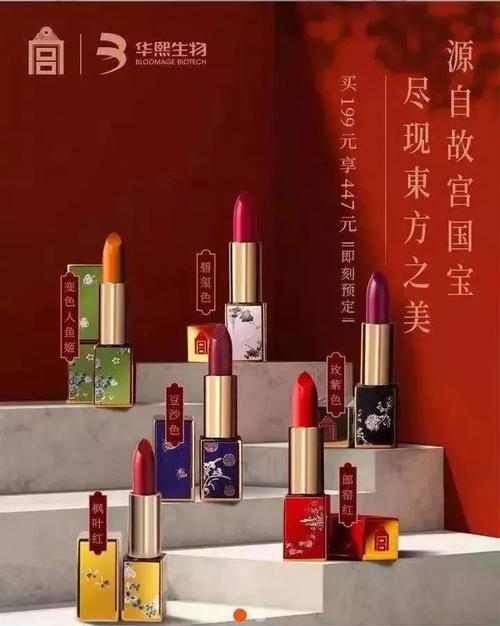 宫
华熙生物
BLOOMAGE BIOTECH
源自故宫国宝
尽现東方之美
买199元享447元||即刻预定||
变色人鱼姬
碧玺色
豆沙色
玫紫色
枫叶红
郎窑红